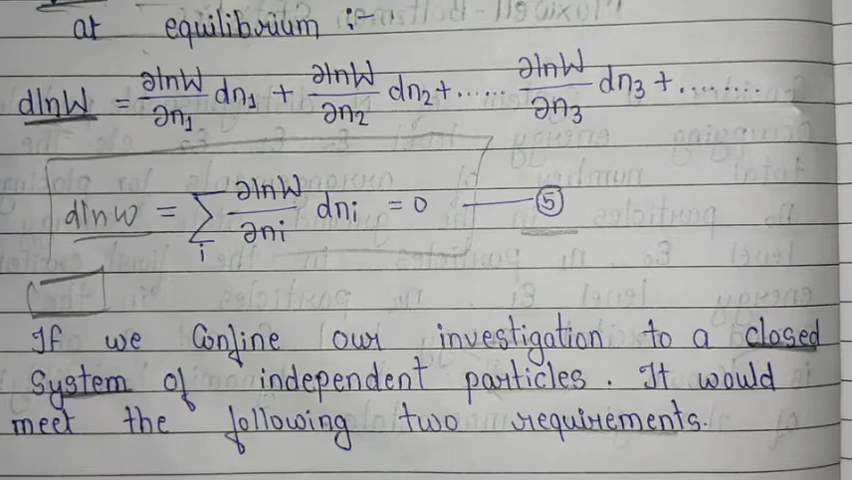 at equilibrium :-
dlnW = ∂lnW/∂n1 dn1 + ∂lnW/∂n2 dn2 + ...... ∂lnW/∂n3 dn3 + ........
dlnw = ∑i ∂lnW/∂ni dni = 0 —— ⑤
If we Confine our investigation to a closed
System of independent particles. It would
meet the following two requirements.